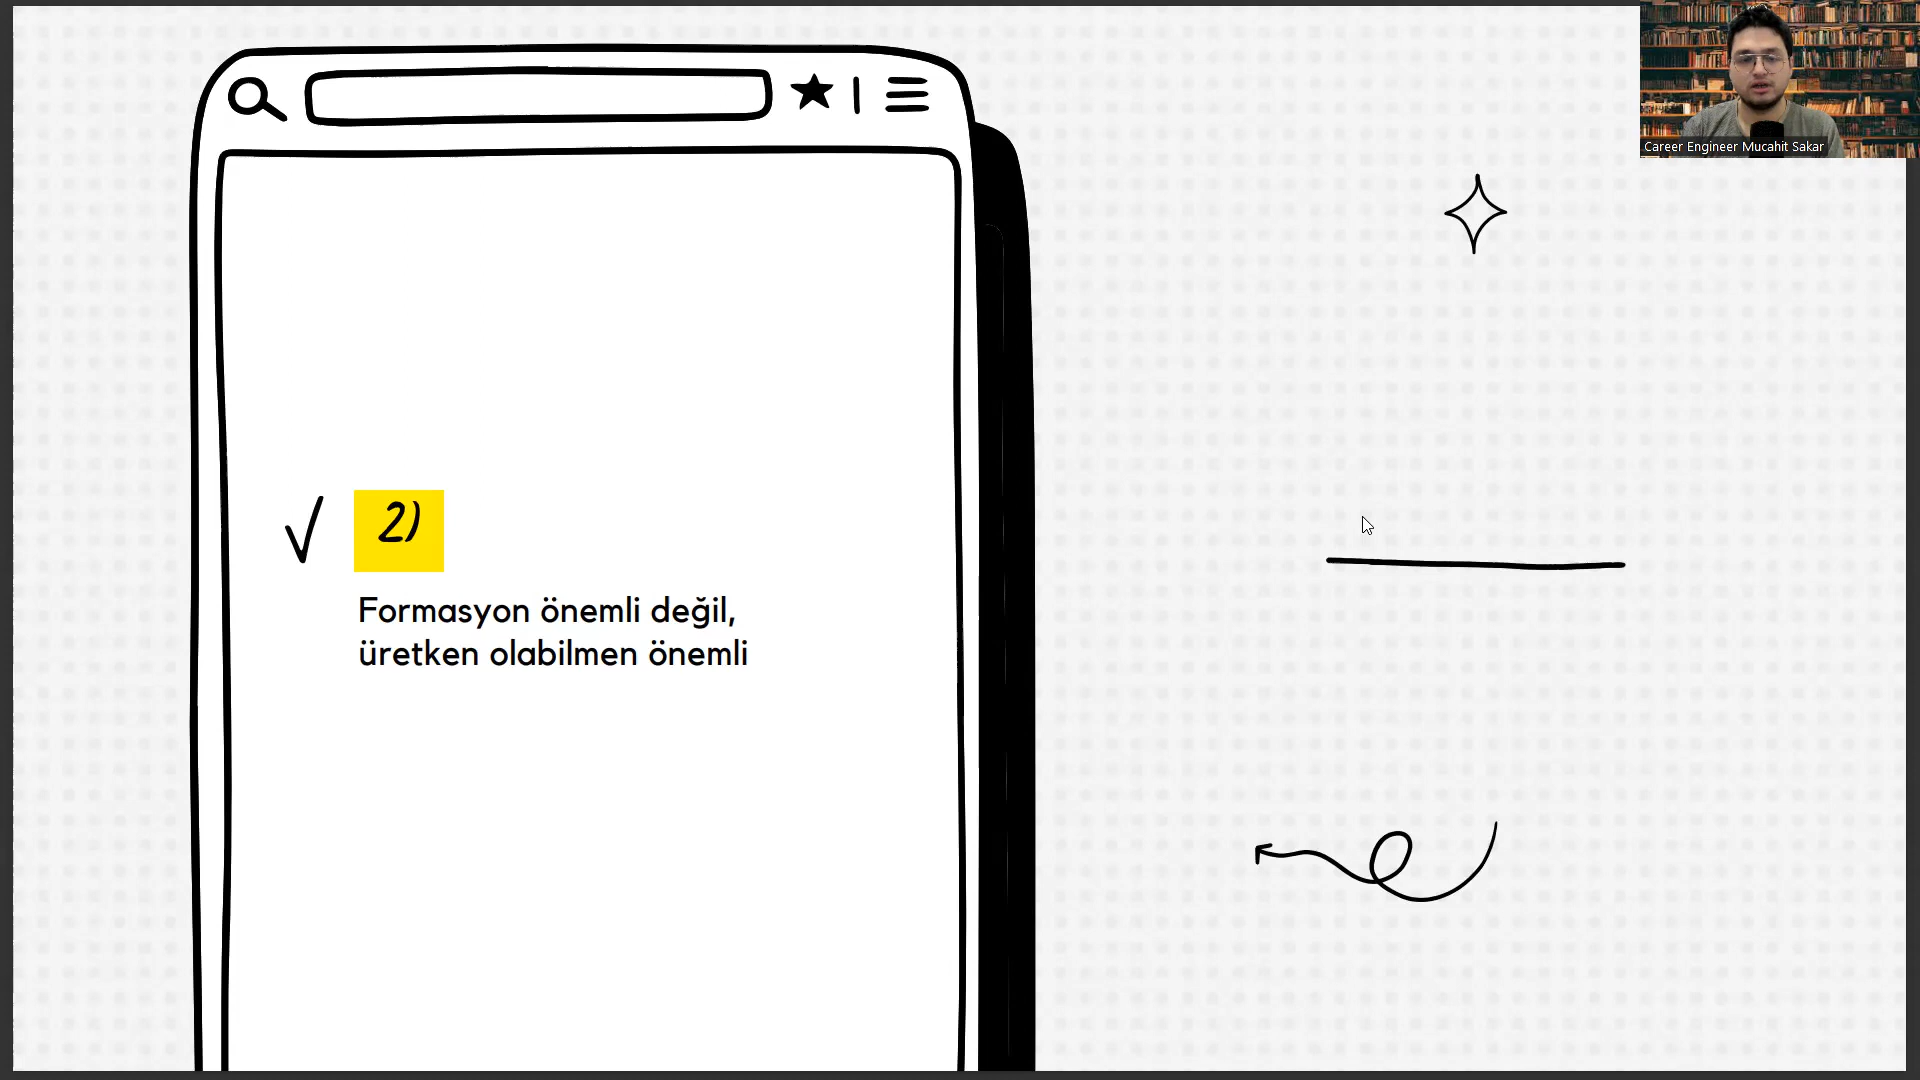 Career Engineer Mucahit Sakar
2)
Formasyon önemli değil,
üretken olabilmen önemli